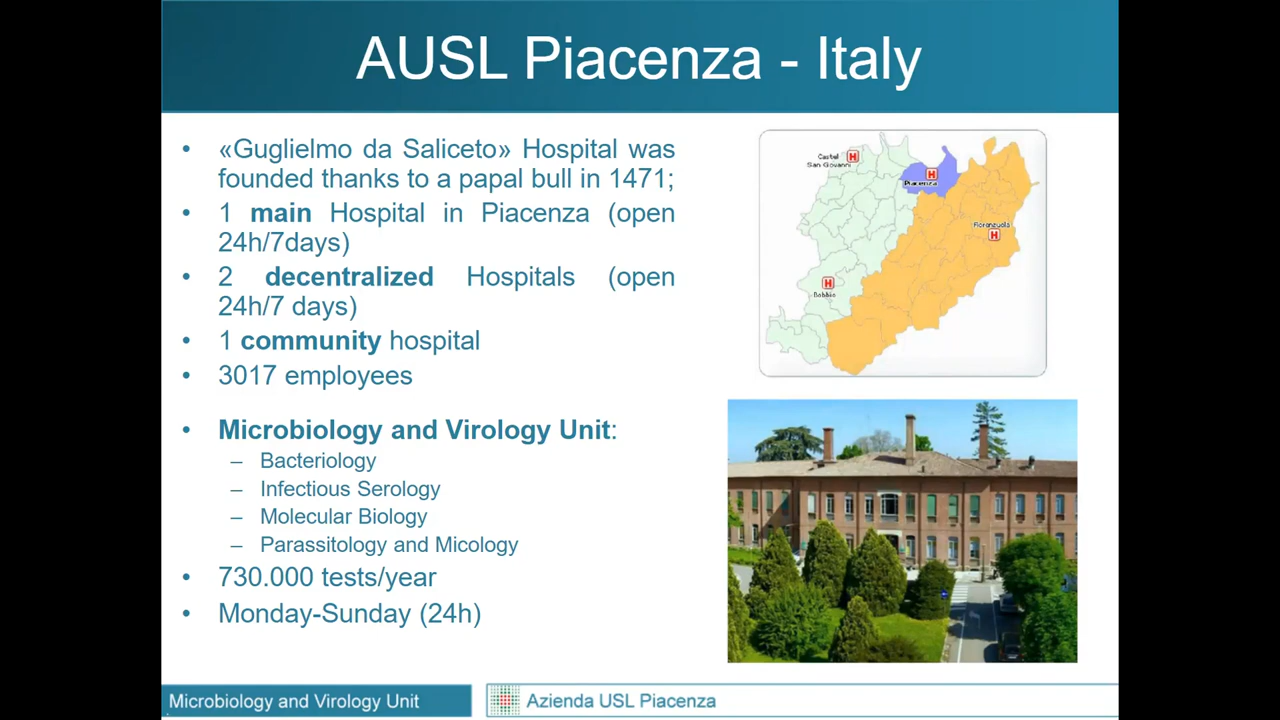 AUSL Piacenza - Italy
• «Guglielmo da Saliceto» Hospital was
founded thanks to a papal bull in 1471;
• 1 main Hospital in Piacenza (open
24h/7days)
• 2 decentralized Hospitals (open
24h/7 days)
• 1 community hospital
• 3017 employees
• Microbiology and Virology Unit:
– Bacteriology
– Infectious Serology
– Molecular Biology
– Parassitology and Micology
• 730.000 tests/year
• Monday-Sunday (24h)
Castel
San Giovanni
H
H
Piacenza
Fiorenzuola
H
H
Bobbio
Microbiology and Virology Unit
Azienda USL Piacenza